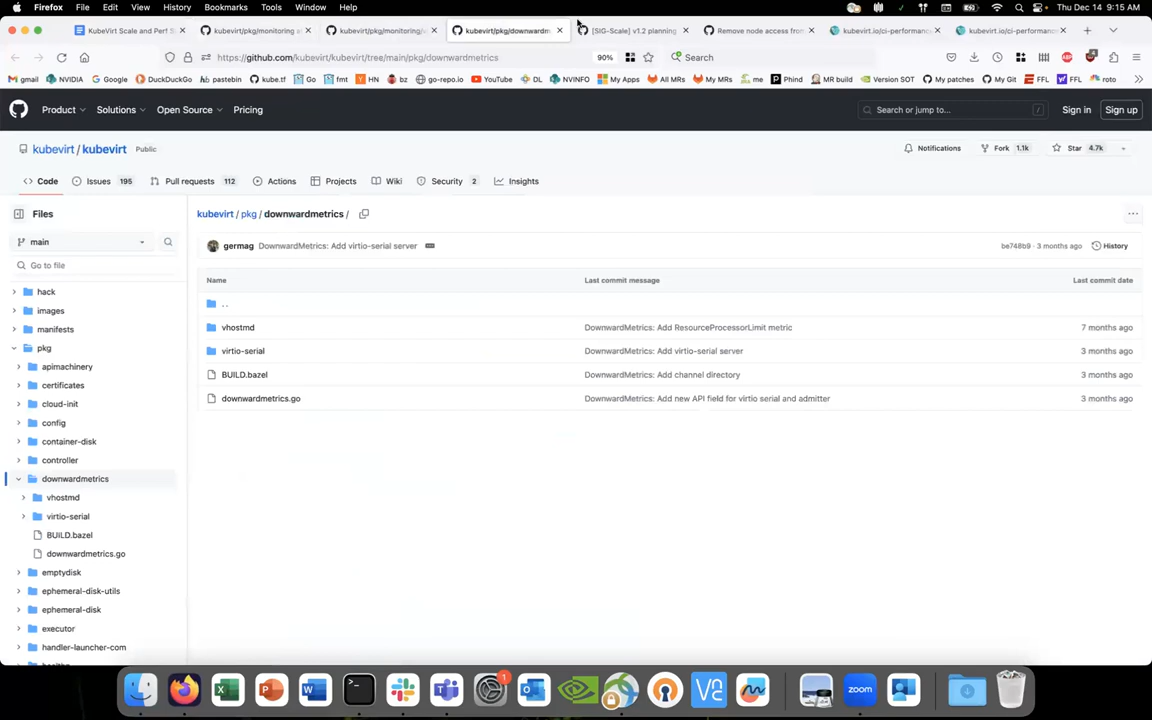 Firefox File Edit View History Bookmarks Tools Window Help Thu Dec 14 9:15 AM
KubeVirt Scale and Perf kubevirt/pkg/monitoring kubevirt/pkg/monitoring/ kubevirt/pkg/downwardm [SIG-Scale] v1.2 planning Remove node access from kubevirt.io/ci-performance kubevirt.io/ci-performance
https://github.com/kubevirt/kubevirt/tree/main/pkg/downwardmetrics 90% Search
gmail NVIDIA Google DuckDuckGo pastebin kube.tf Go fmt HN bz go-repo.io YouTube DL NVINFO My Apps All MRs My MRs me Phind MR build Version SOT My patches My Git FFL FFL roto
Product Solutions Open Source Pricing Search or jump to... / Sign in Sign up
kubevirt / kubevirt Public Notifications Fork 1.1k Star 4.7k
Code Issues 195 Pull requests 112 Actions Projects Wiki Security 2 Insights
Files
main
Go to file
hack
images
manifests
pkg
apimachinery
certificates
cloud-init
config
container-disk
controller
downwardmetrics
vhostmd
virtio-serial
BUILD.bazel
downwardmetrics.go
emptydisk
ephemeral-disk-utils
ephemeral-disk
executor
handler-launcher-com
kubevirt / pkg / downwardmetrics /
germag DownwardMetrics: Add virtio-serial server be748b9 · 3 months ago History
Name Last commit message Last commit date
..
vhostmd DownwardMetrics: Add ResourceProcessorLimit metric 7 months ago
virtio-serial DownwardMetrics: Add virtio-serial server 3 months ago
BUILD.bazel DownwardMetrics: Add channel directory 3 months ago
downwardmetrics.go DownwardMetrics: Add new API field for virtio serial and admitter 3 months ago
1
zoom